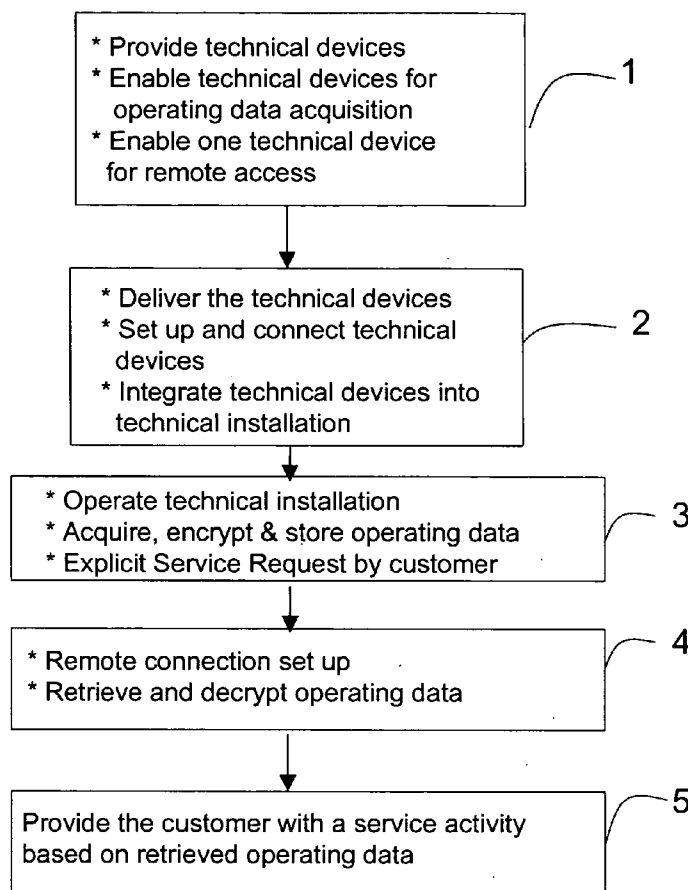 * Provide technical devices
* Enable technical devices for
operating data acquisition
* Enable one technical device
for remote access
1
* Deliver the technical devices
* Set up and connect technical
devices
* Integrate technical devices into
technical installation
2
* Operate technical installation
* Acquire, encrypt & store operating data
* Explicit Service Request by customer
3
* Remote connection set up
* Retrieve and decrypt operating data
4
Provide the customer with a service activity
based on retrieved operating data
5